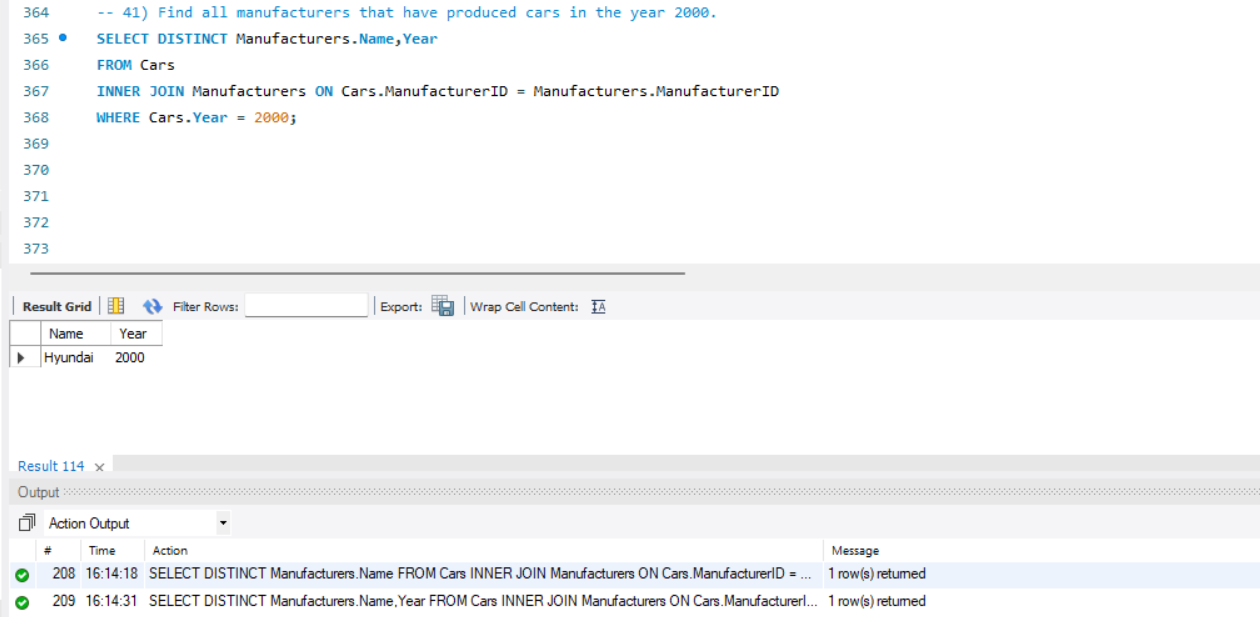 364 -- 41) Find all manufacturers that have produced cars in the year 2000.
365 SELECT DISTINCT Manufacturers.Name,Year
366 FROM Cars
367 INNER JOIN Manufacturers ON Cars.ManufacturerID = Manufacturers.ManufacturerID
368 WHERE Cars.Year = 2000;
369
370
371
372
373
Result Grid Filter Rows: Export: Wrap Cell Content: IA
Name Year
Hyundai 2000
Result 114 ×
Output
Action Output
# Time Action Message
208 16:14:18 SELECT DISTINCT Manufacturers.Name FROM Cars INNER JOIN Manufacturers ON Cars.ManufacturerID = ... 1 row(s) returned
209 16:14:31 SELECT DISTINCT Manufacturers.Name,Year FROM Cars INNER JOIN Manufacturers ON Cars.ManufacturerI... 1 row(s) returned